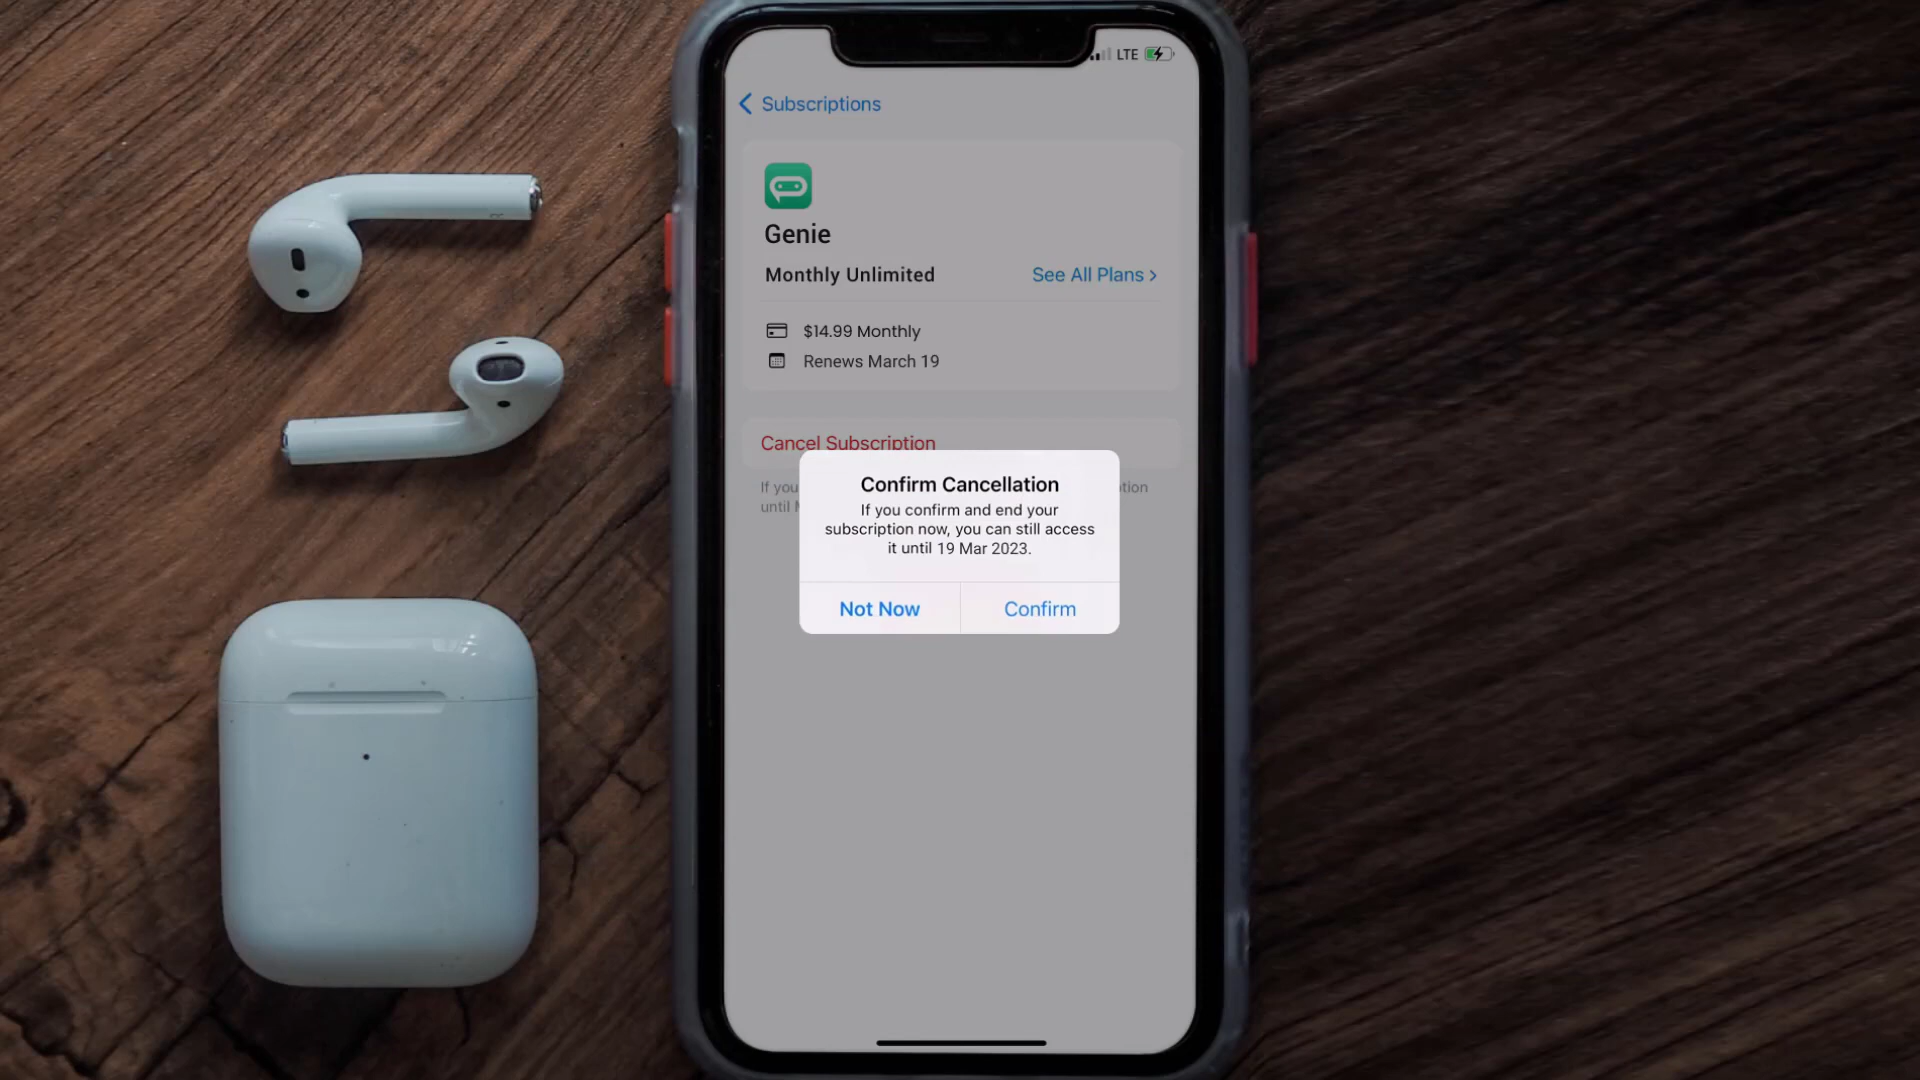 LTE
Subscriptions
Genie
Monthly Unlimited
See All Plans
$14.99 Monthly
Renews March 19
Cancel Subscription
If you
until
Confirm Cancellation
If you confirm and end your
subscription now, you can still access
it until 19 Mar 2023.
Not Now
Confirm